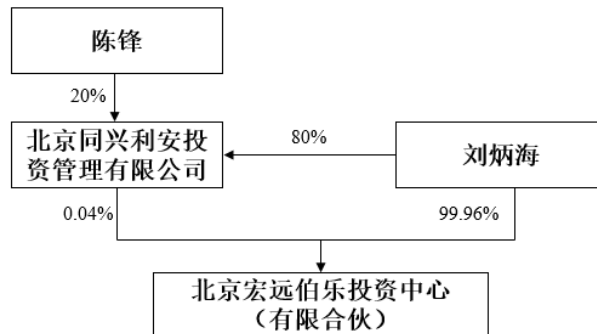 陈锋
20%
北京同兴利安投
资管理有限公司
80%
刘炳海
0.04%
99.96%
北京宏远伯乐投资中心
（有限合伙）